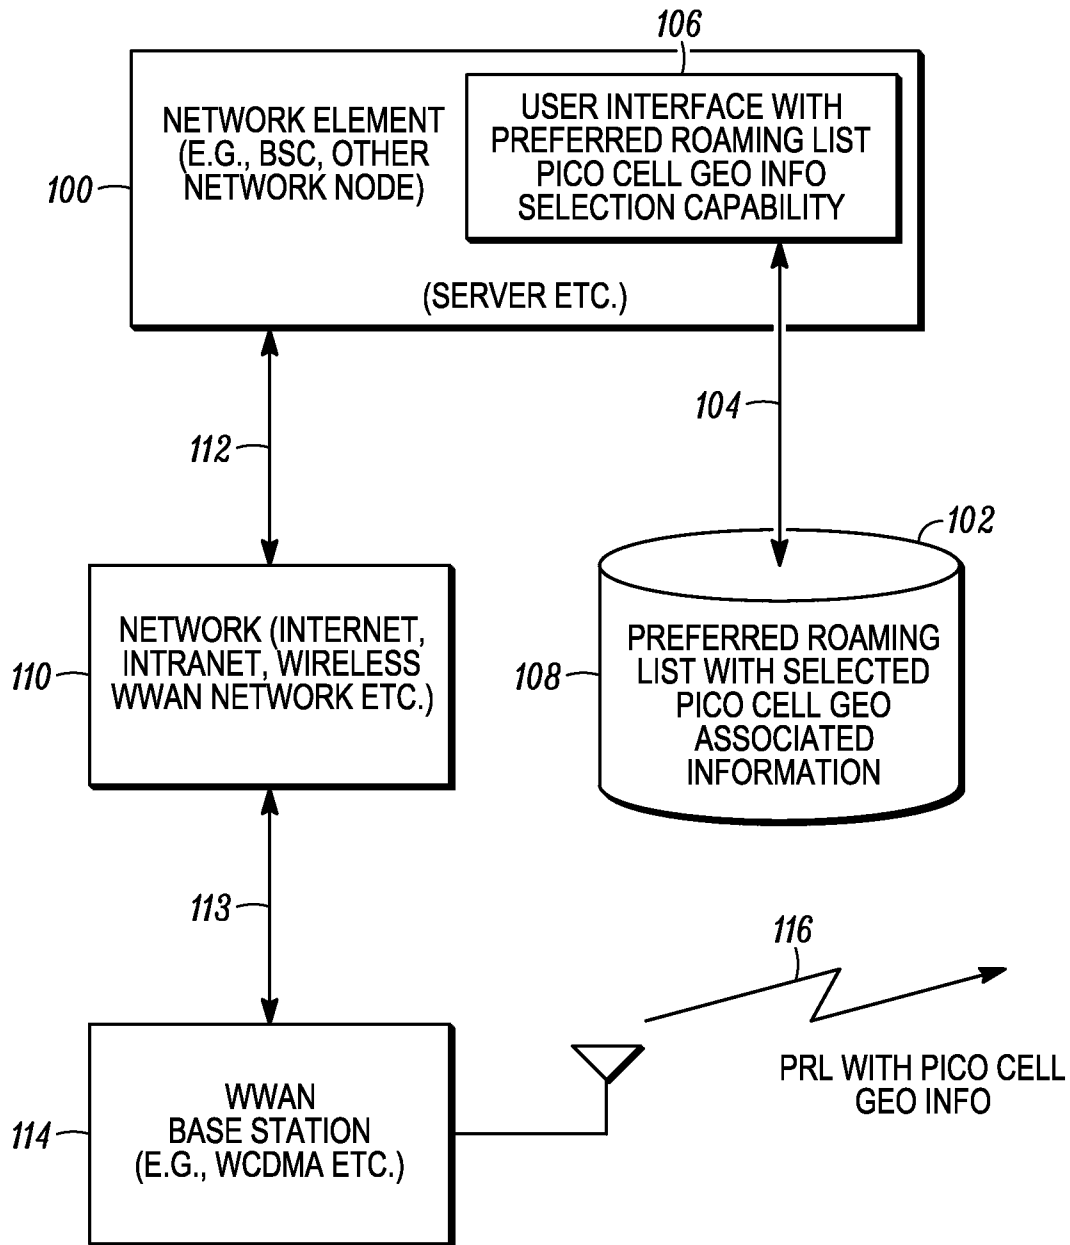 106
NETWORK ELEMENT
(E.G., BSC, OTHER
NETWORK NODE)
100
USER INTERFACE WITH
PREFERRED ROAMING LIST
PICO CELL GEO INFO
SELECTION CAPABILITY
(SERVER ETC.)
112
104
102
NETWORK (INTERNET,
INTRANET, WIRELESS
WWAN NETWORK ETC.)
110
108
PREFERRED ROAMING
LIST WITH SELECTED
PICO CELL GEO
ASSOCIATED
INFORMATION
113
116
PRL WITH PICO CELL
GEO INFO
114
WWAN
BASE STATION
(E.G., WCDMA ETC.)